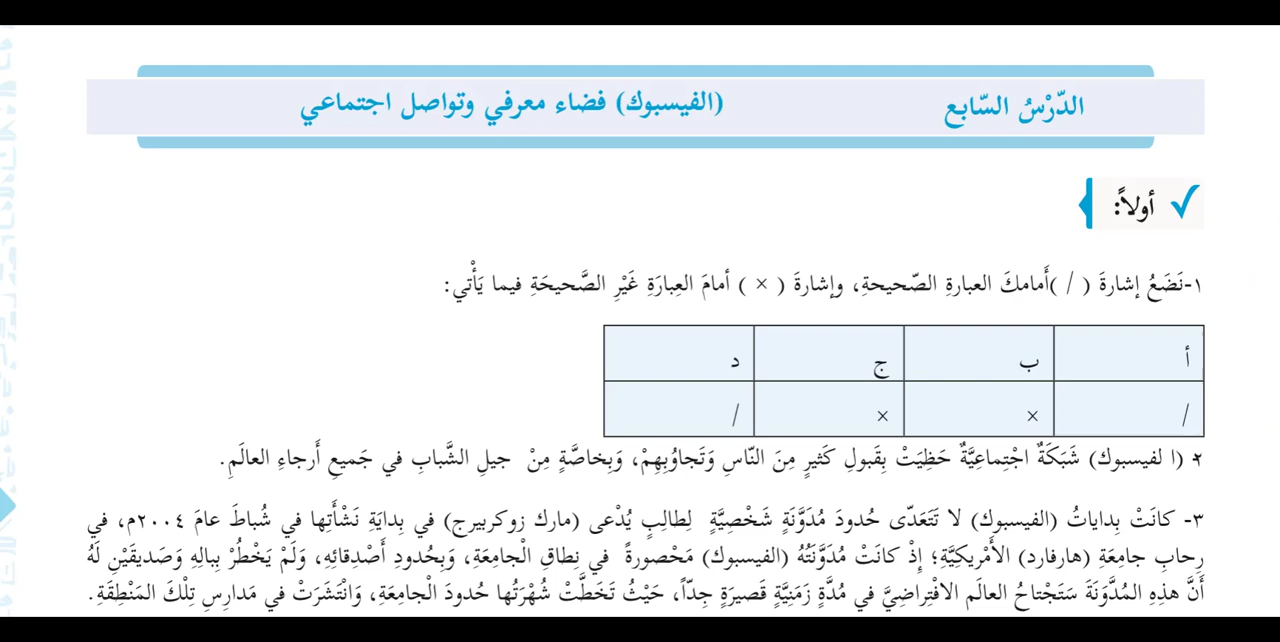 الدّرْسُ السّابع (الفيسبوك) فضاء معرفي وتواصل اجتماعي
✓ أولاً:
١-نَضَعُ إشارةَ ( / )أَمامكَ العبارةِ الصّحيحةِ، وإشارةَ ( × ) أمامَ العِبارَةِ غَيْرِ الصَّحيحَةِ فيما يَأْتي:
أ ب ج د
/ × × /
٢ (ا لفيسبوك) شَبَكَةٌ اجْتماعِيَّةٌ حَظِيَتْ بِقَبولِ كَثيرٍ مِنَ النّاسِ وَتَجاوُبِهِمْ، وَبِخاصَّةٍ مِنْ جيلِ الشَّبابِ في جَميعِ أَرجاءِ العالَمِ.
٣- كانَتْ بِداياتُ (الفيسبوك) لا تَتَعَدّى حُدودَ مُدَوَّنَةٍ شَخْصِيَّةٍ لِطالِبٍ يُدْعى (مارك زوكربيرج) في بِدايَةِ نَشْأَتِها في شُباطَ عامَ ٢٠٠٤م، في
رِحابِ جامِعَةِ (هارفارد) الأَمْريكِيَّةِ؛ إِذْ كانَتْ مُدَوَّنَتُهُ (الفيسبوك) مَحْصورةً في نِطاقِ الْجامِعَةِ، وَبِحُدودِ أَصْدِقائِهِ، وَلَمْ يَخْطُرْ بِبالِهِ وَصَديقَيْنِ لَهُ
أَنَّ هذِهِ المُدَّوَنَةَ سَتَجْتاحُ العالَم الافْتِراضِيَّ في مُدَّةٍ زَمَنِيَّةٍ قَصيرَةٍ جِدّاً، حَيْثُ تَخَطَّتْ شُهْرَتُها حُدودَ الْجامِعَةِ، وَانْتَشَرَتْ في مَدارِسِ تِلْكَ المَنْطِقَةِ.